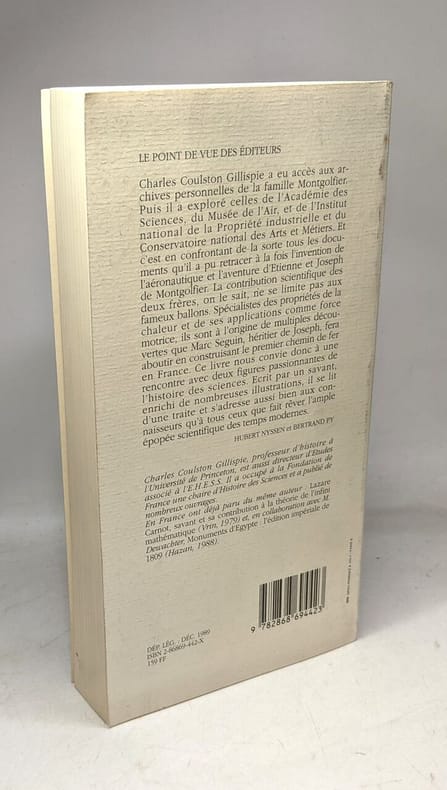 LE POINT DE VUE DES ÉDITEURS
Charles Coulston Gillispie a eu accès aux ar-
chives personnelles de la famille Montgolfier.
Puis il a exploré celles de l'Académie des
Sciences, du Musée de l'Air, et de l'Institut
national de la Propriété industrielle et du
Conservatoire national des Arts et Métiers. Et
c'est en confrontant de la sorte tous les docu-
ments qu'il a pu retracer à la fois l'invention de
l'aéronautique et l'aventure d'Etienne et Joseph
de Montgolfier. La contribution scientifique des
deux frères, on le sait, ne se limite pas aux
fameux ballons. Spécialistes des propriétés de la
chaleur et de ses applications comme force
motrice, ils sont à l'origine de multiples décou-
vertes que Marc Seguin, héritier de Joseph, fera
aboutir en construisant le premier chemin de fer
en France. Ce livre nous convie donc à une
rencontre avec deux figures passionnantes de
l'histoire des sciences. Ecrit par un savant,
enrichi de nombreuses illustrations, il se lit
d'une traite et s'adresse aussi bien aux con-
naisseurs qu'à tous ceux que fait rêver l'ample
épopée scientifique des temps modernes.
HUBERT NYSSEN et BERTRAND PY
Charles Coulston Gillispie, professeur d'histoire à
l'Université de Princeton, est aussi directeur d'Etudes
associé à l'E.H.E.S.S. Il a occupé à la Fondation de
France une chaire d'Histoire des Sciences et a publié de
nombreux ouvrages.
En France ont déjà paru du même auteur : Lazare
Carnot, savant et sa contribution à la théorie de l'infini
mathématique (Vrin, 1979) et, en collaboration avec M.
Dewachter, Monuments d'Egypte : l'édition impériale de
1809 (Hazan, 1988).
DÉP. LÉG. : DÉC. 1989
ISBN 2-86869-442-X
159 FF
9 782868 694423